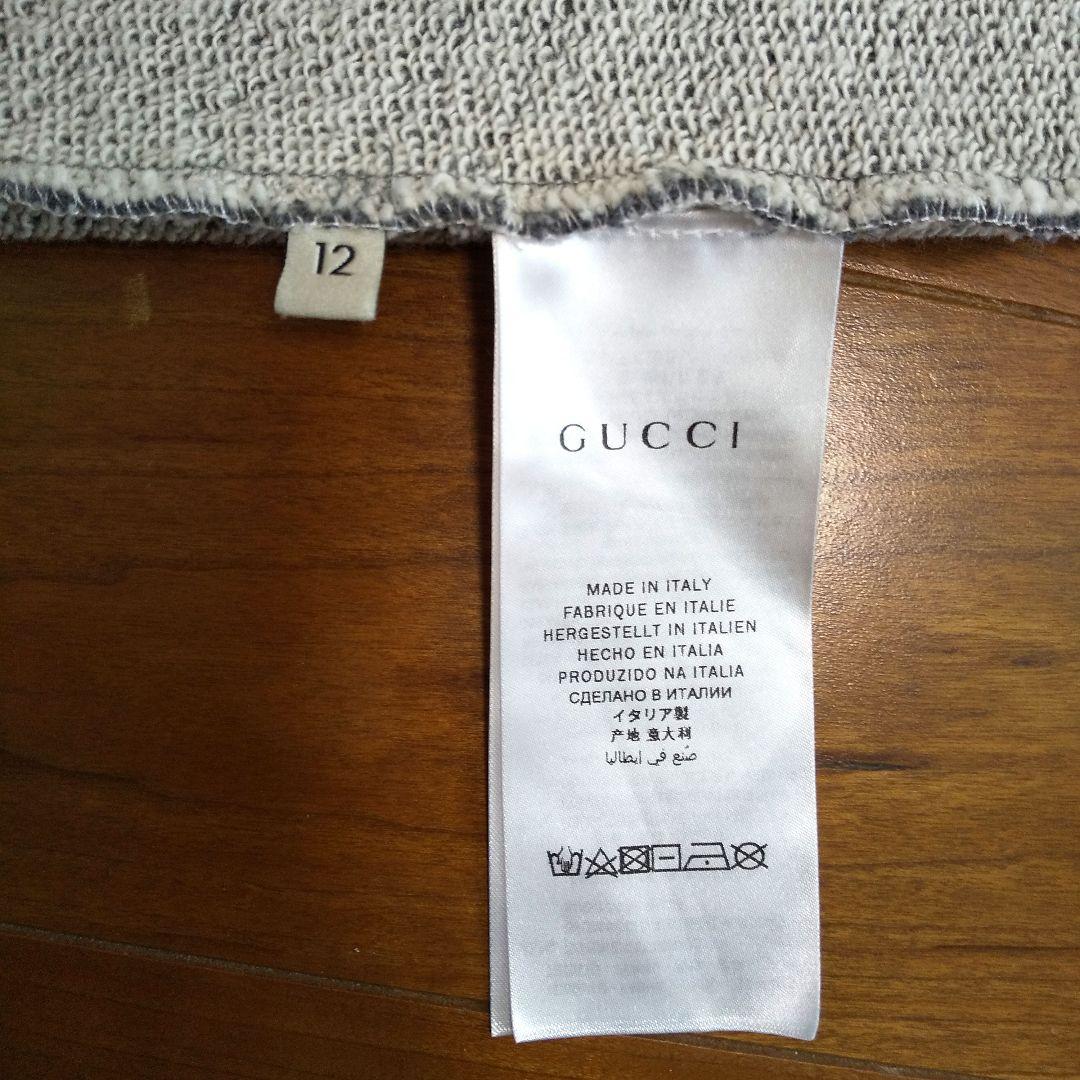 12
GUCCI
MADE IN ITALY
FABRIQUE EN ITALIE
HERGESTELLT IN ITALIEN
HECHO EN ITALIA
PRODUZIDO NA ITALIA
СДЕЛАНО В ИТАЛИИ
イタリア製
产地 意大利
صُنع في ايطاليا